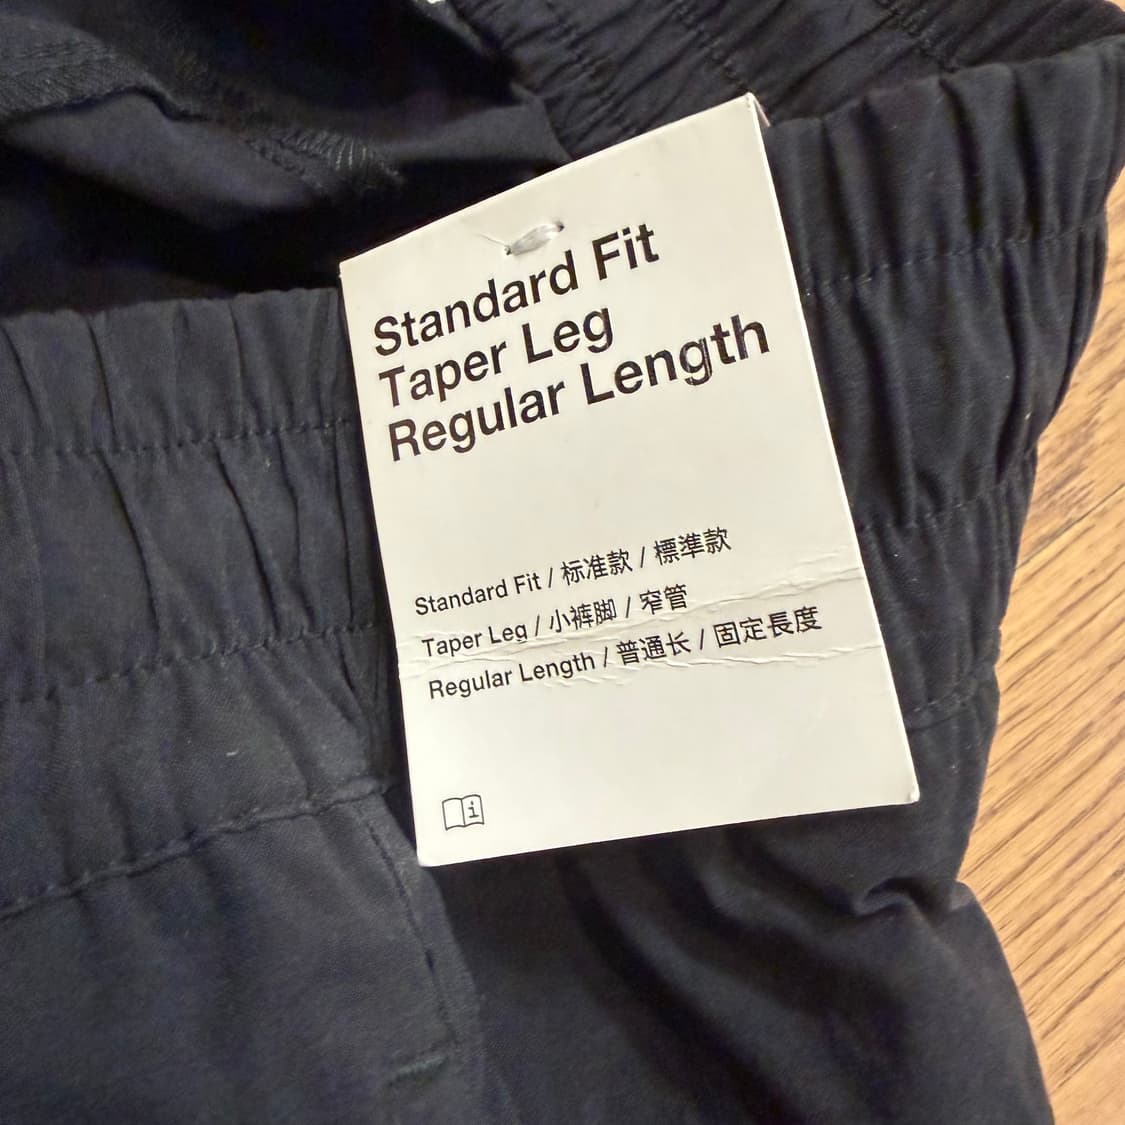 Standard Fit
Taper Leg
Regular Length
Standard Fit / 标准款 / 標準款
Taper Leg / 小裤脚 / 窄管
Regular Length / 普通长 / 固定長度
i